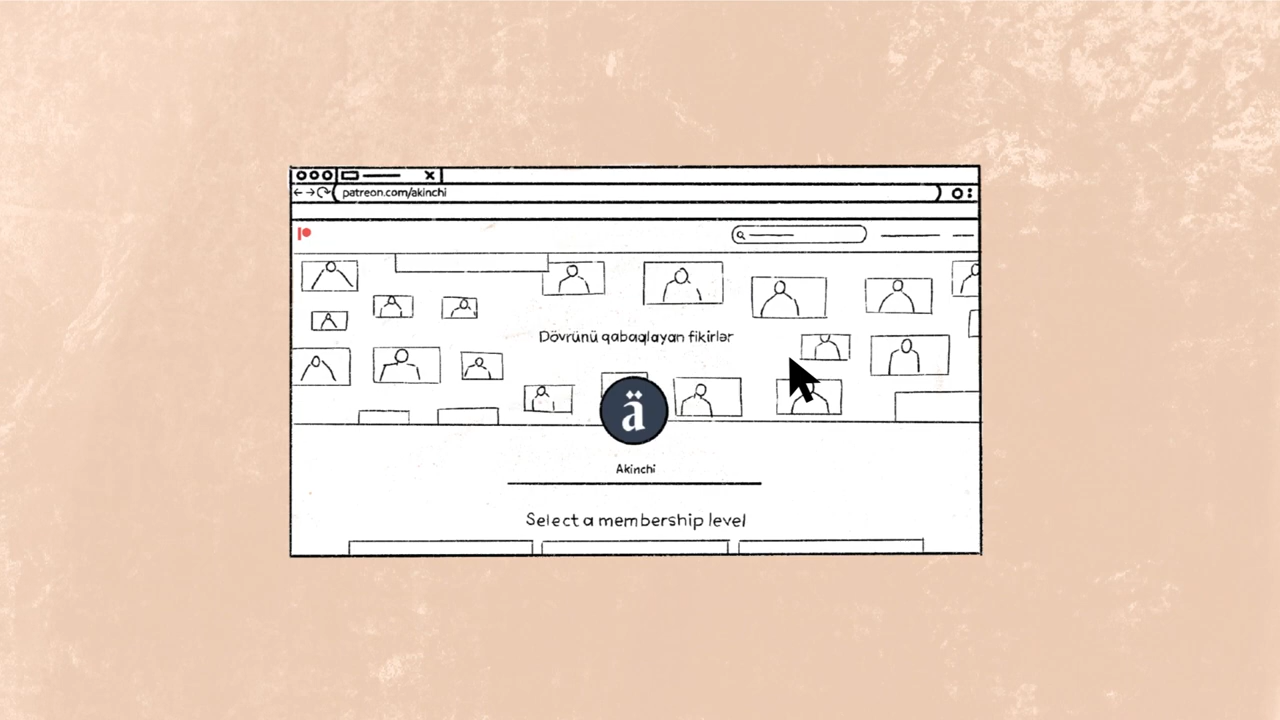 patreon.com/akinchi
Dövrünü qabaqlayan fikirlər
ä
Akinchi
Select a membership level